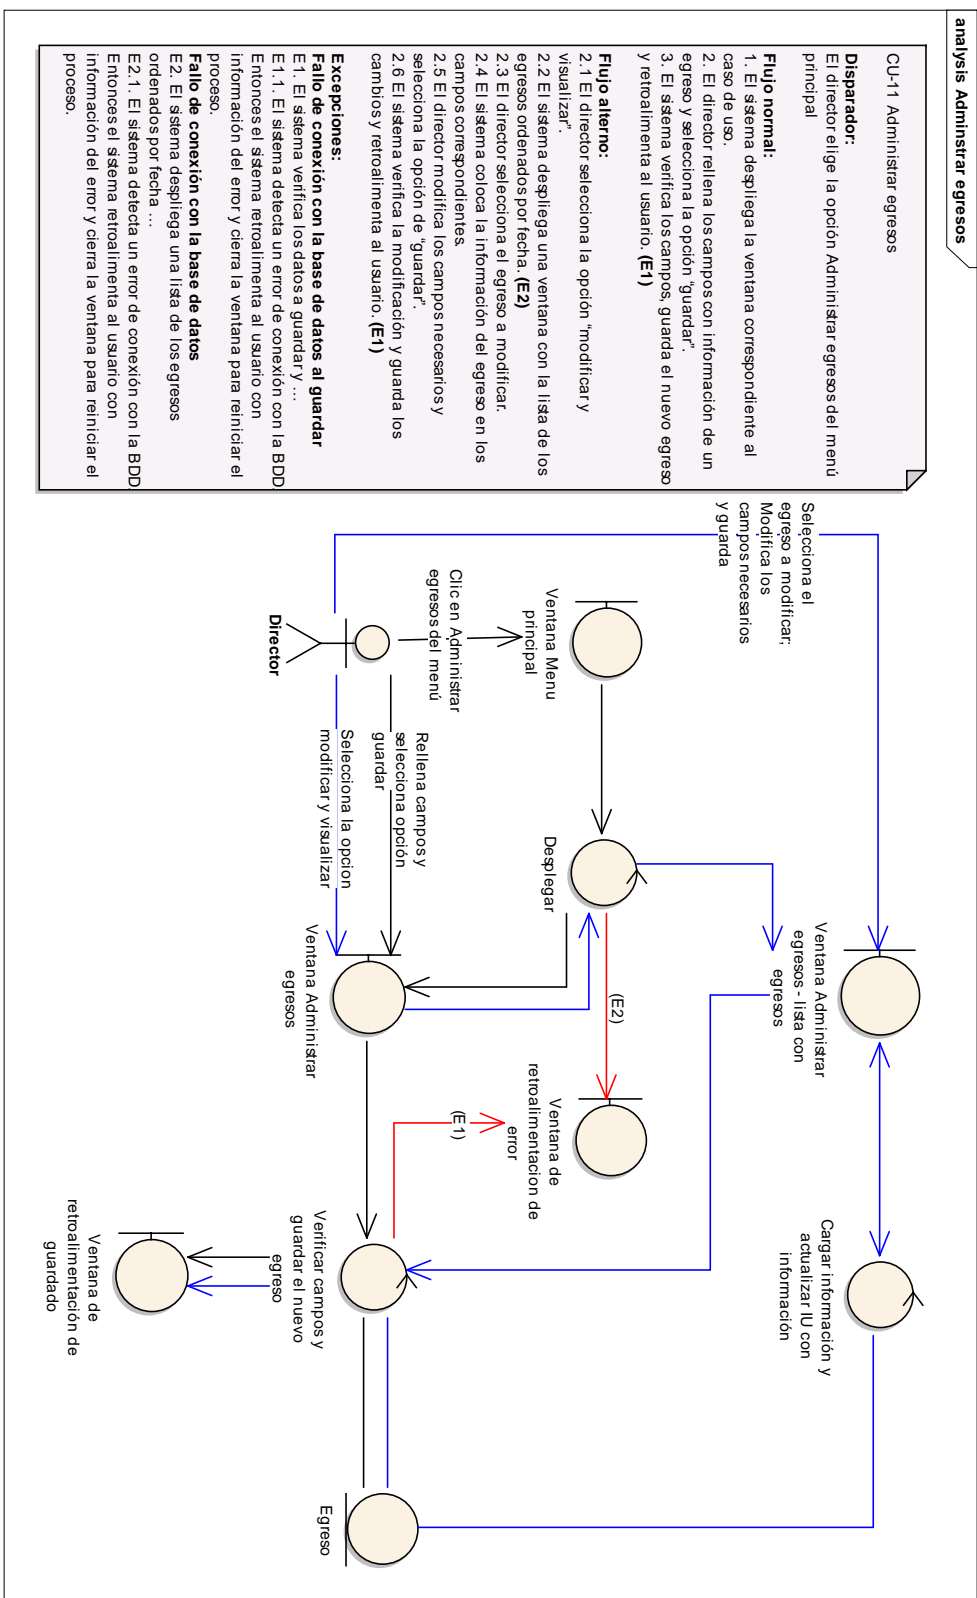 analysis Administrar egresos
CU-11 Administrar egresos
Disparador:
El director elige la opción Administrar egresos del menú
principal
Flujo normal:
1. El sistema despliega la ventana correspondiente al
caso de uso.
2. El director rellena los campos con información de un
egreso y selecciona la opción "guardar".
3. El sistema verifica los campos, guarda el nuevo egreso
y retroalimenta al usuario. (E1)
Flujo alterno:
2.1 El director selecciona la opción "modificar y
visualizar".
2.2 El sistema despliega una ventana con la lista de los
egresos ordenados por fecha. (E2)
2.3 El director selecciona el egreso a modificar.
2.4 El sistema coloca la información del egreso en los
campos correspondientes.
2.5 El director modifica los campos necesarios y
selecciona la opción de "guardar".
2.6 El sistema verifica la modificación y guarda los
cambios y retroalimenta al usuario. (E1)
Excepciones:
Fallo de conexión con la base de datos al guardar
E1. El sistema verifica los datos a guardar y ...
E1.1. El sistema detecta un error de conexión con la BDD.
Entonces el sistema retroalimenta al usuario con
información del error y cierra la ventana para reiniciar el
proceso.
Fallo de conexión con la base de datos
E2. El sistema despliega una lista de los egresos
ordenados por fecha ...
E2.1. El sistema detecta un error de conexión con la BDD.
Entonces el sistema retroalimenta al usuario con
información del error y cierra la ventana para reiniciar el
proceso.
Selecciona el
egreso a modificar;
Modifica los
campos necesarios
y guarda
Ventana Administrar
egresos - lista con
egresos
Cargar información y
actualizar IU con
información
Ventana Menu
principal
Desplegar
(E2)
Ventana de
retroalimentacion de
error
Clic en Administrar
egresos del menú
Rellena campos y
selecciona opción
guardar
(E1)
Director
Selecciona la opcion
modificar y visualizar
Ventana Administrar
egresos
Verificar campos y
guardar el nuevo
egreso
Egreso
Ventana de
retroalimentación de
guardado